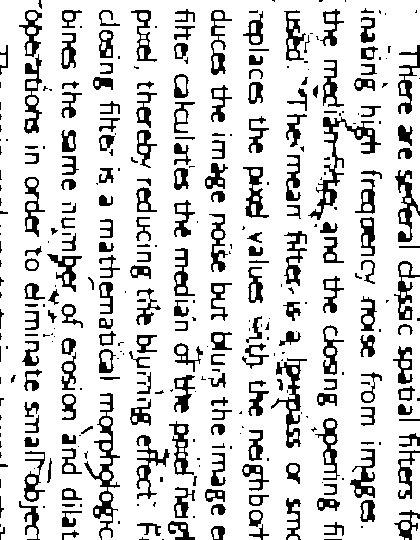 There are several classic spatial filters for
inating high frequency noise from images.
the median filter and the closing opening fi
used. The mean filter is a lowpass or smo
replaces the pixel values with the neighbor
duces the image noise but blurs the image e
filter calculates the median of the pixel neigh
pixel, thereby reducing the blurring effect. Fi
closing filter is a mathematical morphologic
bines the same number of erosion and dilat
operations in order to eliminate small object